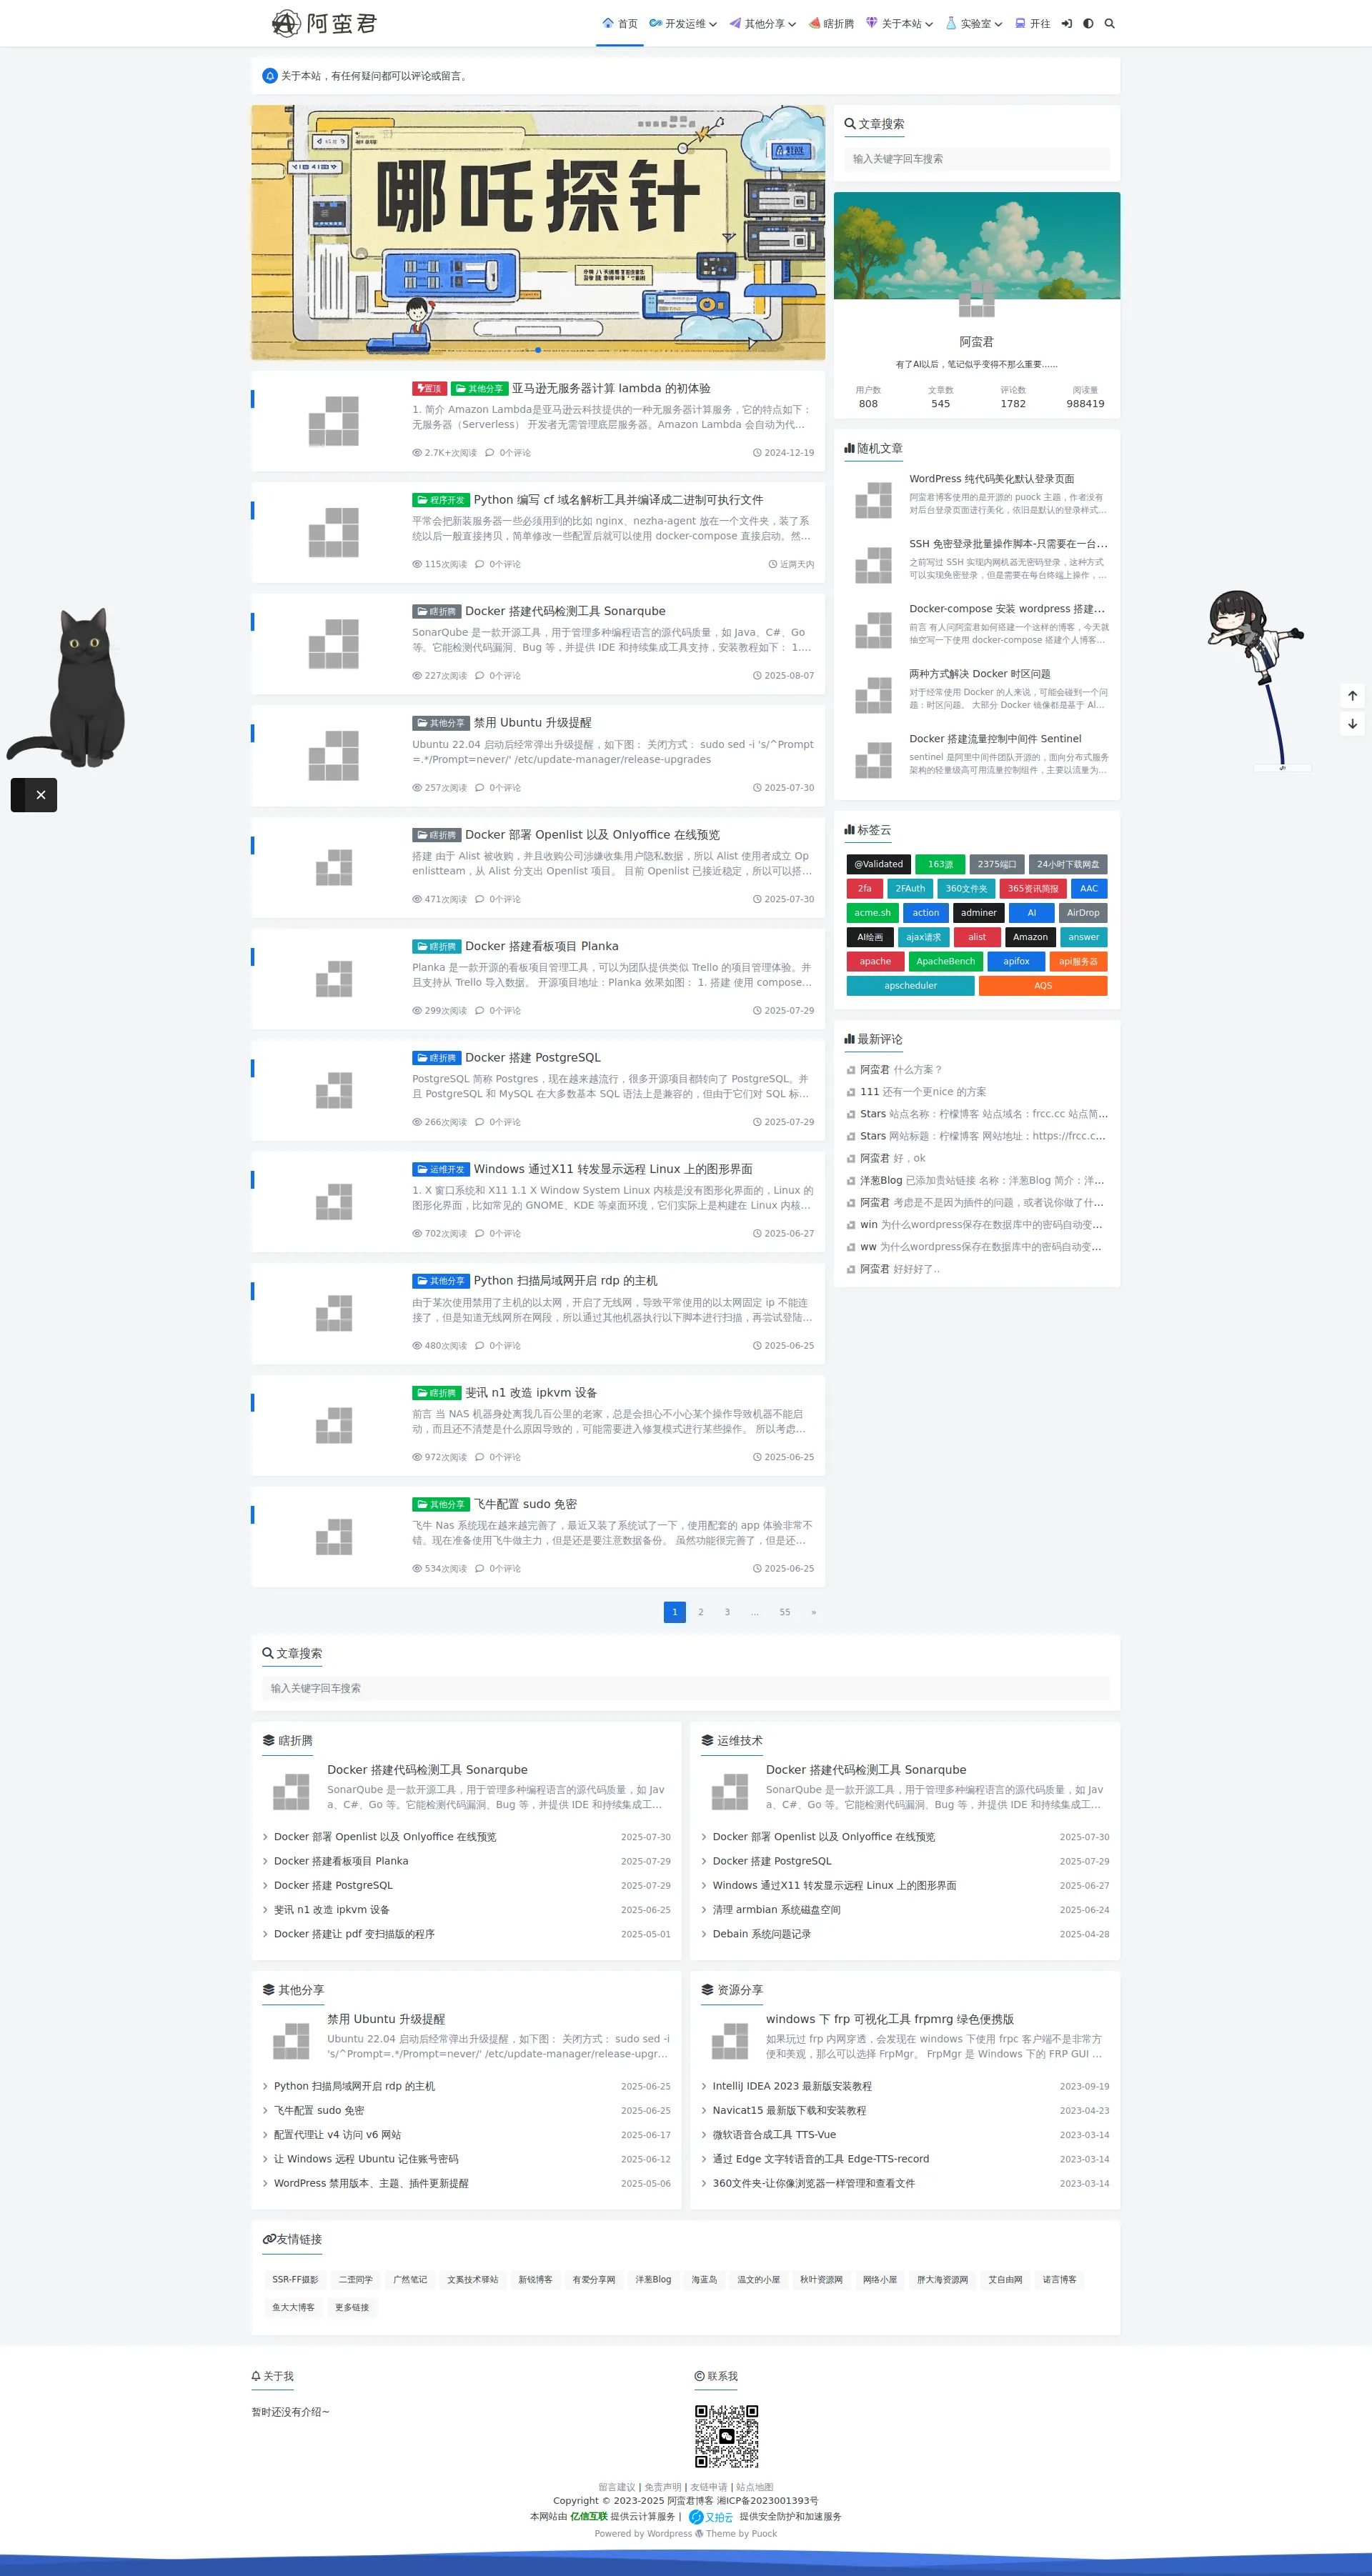 阿蛮君
首页 开发运维 其他分享 瞎折腾 关于本站 实验室 开往
关于本站，有任何疑问都可以评论或留言。
哪吒探针
置顶 其他分享 亚马逊无服务器计算 lambda 的初体验
1. 简介 Amazon Lambda是亚马逊云科技提供的一种无服务器计算服务，它的特点如下：
无服务器（Serverless） 开发者无需管理底层服务器。Amazon Lambda 会自动为代...
2.7K+次阅读 0个评论 2024-12-19
程序开发 Python 编写 cf 域名解析工具并编译成二进制可执行文件
平常会把新装服务器一些必须用到的比如 nginx、nezha-agent 放在一个文件夹，装了系
统以后一般直接拷贝，简单修改一些配置后就可以使用 docker-compose 直接启动。然...
115次阅读 0个评论 近两天内
瞎折腾 Docker 搭建代码检测工具 Sonarqube
SonarQube 是一款开源工具，用于管理多种编程语言的源代码质量，如 Java、C#、Go
等。它能检测代码漏洞、Bug 等，并提供 IDE 和持续集成工具支持，安装教程如下： 1....
227次阅读 0个评论 2025-08-07
其他分享 禁用 Ubuntu 升级提醒
Ubuntu 22.04 启动后经常弹出升级提醒，如下图： 关闭方式： sudo sed -i 's/^Prompt
=.*/Prompt=never/' /etc/update-manager/release-upgrades
257次阅读 0个评论 2025-07-30
瞎折腾 Docker 部署 Openlist 以及 Onlyoffice 在线预览
搭建 由于 Alist 被收购，并且收购公司涉嫌收集用户隐私数据，所以 Alist 使用者成立 Op
enlistteam，从 Alist 分支出 Openlist 项目。 目前 Openlist 已接近稳定，所以可以搭...
471次阅读 0个评论 2025-07-30
瞎折腾 Docker 搭建看板项目 Planka
Planka 是一款开源的看板项目管理工具，可以为团队提供类似 Trello 的项目管理体验。并
且支持从 Trello 导入数据。 开源项目地址：Planka 效果如图： 1. 搭建 使用 compose...
299次阅读 0个评论 2025-07-29
瞎折腾 Docker 搭建 PostgreSQL
PostgreSQL 简称 Postgres，现在越来越流行，很多开源项目都转向了 PostgreSQL。并
且 PostgreSQL 和 MySQL 在大多数基本 SQL 语法上是兼容的，但由于它们对 SQL 标...
266次阅读 0个评论 2025-07-29
运维开发 Windows 通过X11 转发显示远程 Linux 上的图形界面
1. X 窗口系统和 X11 1.1 X Window System Linux 内核是没有图形化界面的，Linux 的
图形化界面，比如常见的 GNOME、KDE 等桌面环境，它们实际上是构建在 Linux 内核...
702次阅读 0个评论 2025-06-27
其他分享 Python 扫描局域网开启 rdp 的主机
由于某次使用禁用了主机的以太网，开启了无线网，导致平常使用的以太网固定 ip 不能连
接了，但是知道无线网所在网段，所以通过其他机器执行以下脚本进行扫描，再尝试登陆...
480次阅读 0个评论 2025-06-25
瞎折腾 斐讯 n1 改造 ipkvm 设备
前言 当 NAS 机器身处离我几百公里的老家，总是会担心不小心某个操作导致机器不能启
动，而且还不清楚是什么原因导致的，可能需要进入修复模式进行某些操作。 所以考虑...
972次阅读 0个评论 2025-06-25
其他分享 飞牛配置 sudo 免密
飞牛 Nas 系统现在越来越完善了，最近又装了系统试了一下，使用配套的 app 体验非常不
错。现在准备使用飞牛做主力，但是还是要注意数据备份。 虽然功能很完善了，但是还...
534次阅读 0个评论 2025-06-25
1 2 3 ... 55 »
文章搜索
输入关键字回车搜索
阿蛮君
有了AI以后，笔记似乎变得不那么重要......
用户数 文章数 评论数 阅读量
808 545 1782 988419
随机文章
WordPress 纯代码美化默认登录页面
阿蛮君博客使用的是开源的 puock 主题，作者没有
对后台登录页面进行美化，依旧是默认的登录样式...
SSH 免密登录批量操作脚本-只需要在一台...
之前写过 SSH 实现内网机器无密码登录，这种方式
可以实现免密登录，但是需要在每台终端上操作，...
Docker-compose 安装 wordpress 搭建...
前言 有人问阿蛮君如何搭建一个这样的博客，今天就
抽空写一下使用 docker-compose 搭建个人博客...
两种方式解决 Docker 时区问题
对于经常使用 Docker 的人来说，可能会碰到一个问
题：时区问题。 大部分 Docker 镜像都是基于 Al...
Docker 搭建流量控制中间件 Sentinel
sentinel 是阿里中间件团队开源的，面向分布式服务
架构的轻量级高可用流量控制组件，主要以流量为...
标签云
@Validated 163源 2375端口 24小时下载网盘
2fa 2FAuth 360文件夹 365资讯简报 AAC
acme.sh action adminer AI AirDrop
AI绘画 ajax请求 alist Amazon answer
apache ApacheBench apifox api服务器
apscheduler AQS
最新评论
阿蛮君 什么方案？
111 还有一个更nice 的方案
Stars 站点名称：柠檬博客 站点域名：frcc.cc 站点简...
Stars 网站标题：柠檬博客 网站地址：https://frcc.c...
阿蛮君 好，ok
洋葱Blog 已添加贵站链接 名称：洋葱Blog 简介：洋...
阿蛮君 考虑是不是因为插件的问题，或者说你做了什...
win 为什么wordpress保存在数据库中的密码自动变...
ww 为什么wordpress保存在数据库中的密码自动变...
阿蛮君 好好好了..
文章搜索
输入关键字回车搜索
瞎折腾
Docker 搭建代码检测工具 Sonarqube
SonarQube 是一款开源工具，用于管理多种编程语言的源代码质量，如 Jav
a、C#、Go 等。它能检测代码漏洞、Bug 等，并提供 IDE 和持续集成工...
Docker 部署 Openlist 以及 Onlyoffice 在线预览 2025-07-30
Docker 搭建看板项目 Planka 2025-07-29
Docker 搭建 PostgreSQL 2025-07-29
斐讯 n1 改造 ipkvm 设备 2025-06-25
Docker 搭建让 pdf 变扫描版的程序 2025-05-01
运维技术
Docker 搭建代码检测工具 Sonarqube
SonarQube 是一款开源工具，用于管理多种编程语言的源代码质量，如 Jav
a、C#、Go 等。它能检测代码漏洞、Bug 等，并提供 IDE 和持续集成工...
Docker 部署 Openlist 以及 Onlyoffice 在线预览 2025-07-30
Docker 搭建 PostgreSQL 2025-07-29
Windows 通过X11 转发显示远程 Linux 上的图形界面 2025-06-27
清理 armbian 系统磁盘空间 2025-06-24
Debain 系统问题记录 2025-04-28
其他分享
禁用 Ubuntu 升级提醒
Ubuntu 22.04 启动后经常弹出升级提醒，如下图： 关闭方式： sudo sed -i
's/^Prompt=.*/Prompt=never/' /etc/update-manager/release-upgr...
Python 扫描局域网开启 rdp 的主机 2025-06-25
飞牛配置 sudo 免密 2025-06-25
配置代理让 v4 访问 v6 网站 2025-06-17
让 Windows 远程 Ubuntu 记住账号密码 2025-06-12
WordPress 禁用版本、主题、插件更新提醒 2025-05-06
资源分享
windows 下 frp 可视化工具 frpmrg 绿色便携版
如果玩过 frp 内网穿透，会发现在 windows 下使用 frpc 客户端不是非常方
便和美观，那么可以选择 FrpMgr。 FrpMgr 是 Windows 下的 FRP GUI ...
IntelliJ IDEA 2023 最新版安装教程 2023-09-19
Navicat15 最新版下载和安装教程 2023-04-23
微软语音合成工具 TTS-Vue 2023-03-14
通过 Edge 文字转语音的工具 Edge-TTS-record 2023-03-14
360文件夹-让你像浏览器一样管理和查看文件 2023-03-14
友情链接
SSR-FF摄影 二歪同学 广然笔记 文奚技术驿站 新锐博客 有爱分享网 洋葱Blog 海蓝岛 温文的小屋 秋叶资源网 网络小屋 胖大海资源网 艾自由网 诺言博客
鱼大大博客 更多链接
关于我
暂时还没有介绍~
联系我
留言建议 | 免责声明 | 友链申请 | 站点地图
Copyright © 2023-2025 阿蛮君博客 湘ICP备2023001393号
本网站由 亿信互联 提供云计算服务 | 又拍云 提供安全防护和加速服务
Powered by Wordpress Theme by Puock